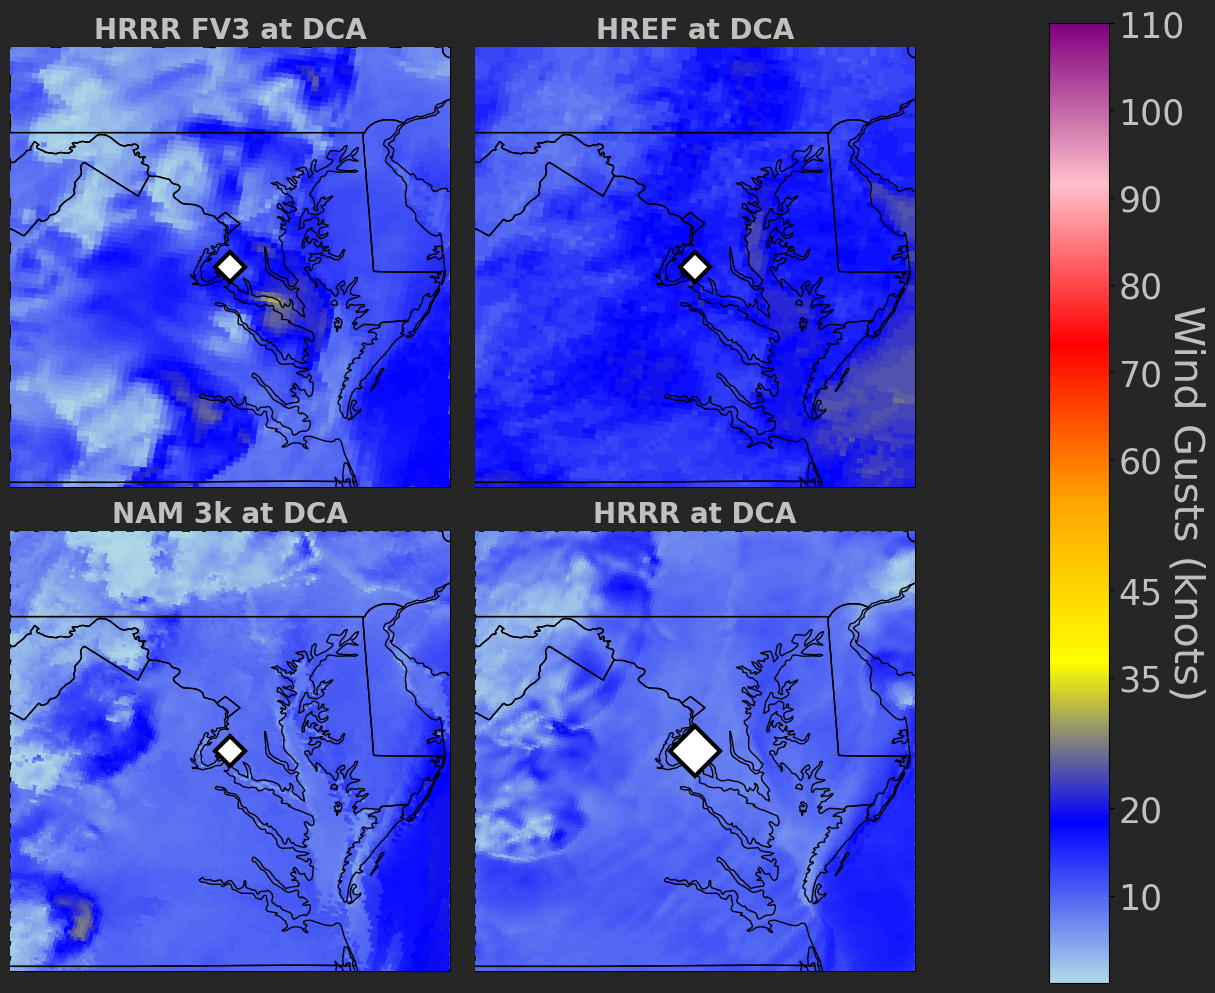 HRRR FV3 at DCA
HREF at DCA
NAM 3k at DCA
HRRR at DCA
110
100
90
80
70
60
45
35
20
10
Wind Gusts (knots)